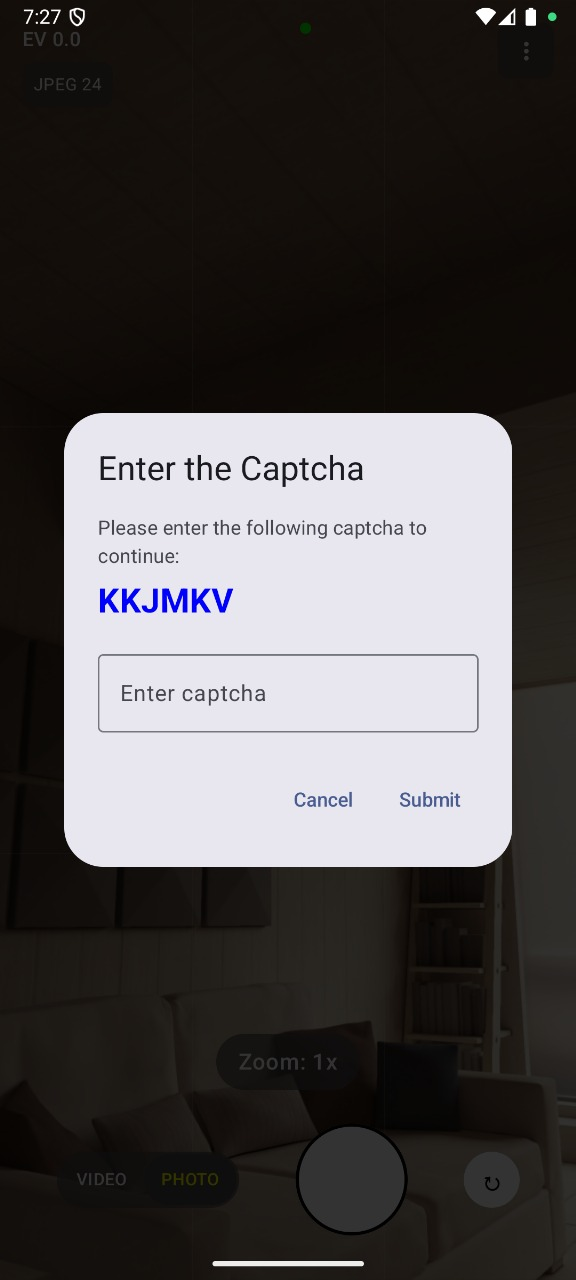 7:27
EV 0.0
JPEG 24
Enter the Captcha
Please enter the following captcha to
continue:
KKJMKV
Enter captcha
Cancel
Submit
Zoom: 1x
VIDEO
PHOTO